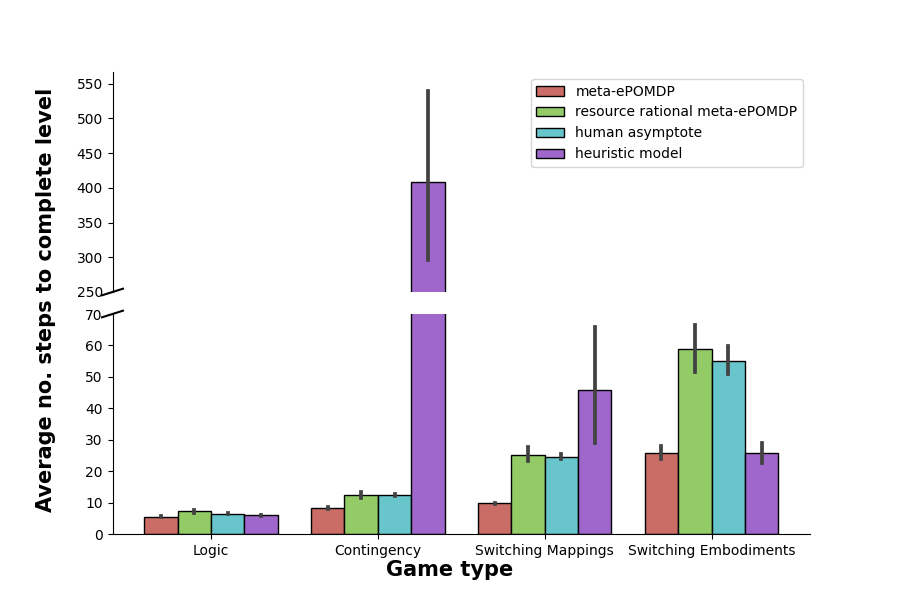 meta-ePOMDP
resource rational meta-ePOMDP
human asymptote
heuristic model
Average no. steps to complete level
550
500
450
400
350
300
250
70
60
50
40
30
20
10
0
Logic
Contingency
Switching Mappings
Switching Embodiments
Game type